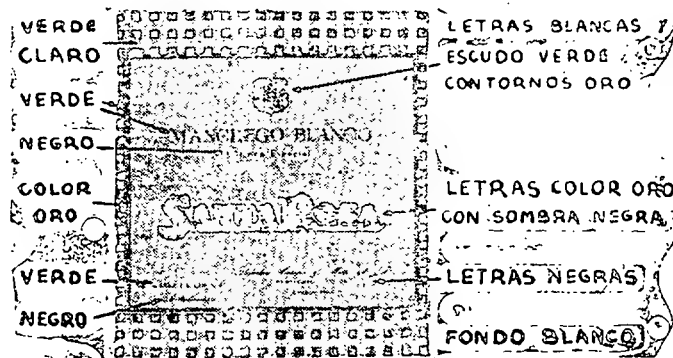 VERDE
CLARO
VERDE
NEGRO
COLOR
ORO
VERDE
NEGRO
MANCLEGO BLANCO
LETRAS BLANCAS Y
ESCUDO VERDE
CONTORNOS ORO
LETRAS COLOR ORO
CON SOMBRA NEGRA
LETRAS NEGRAS
FONDO BLANCO